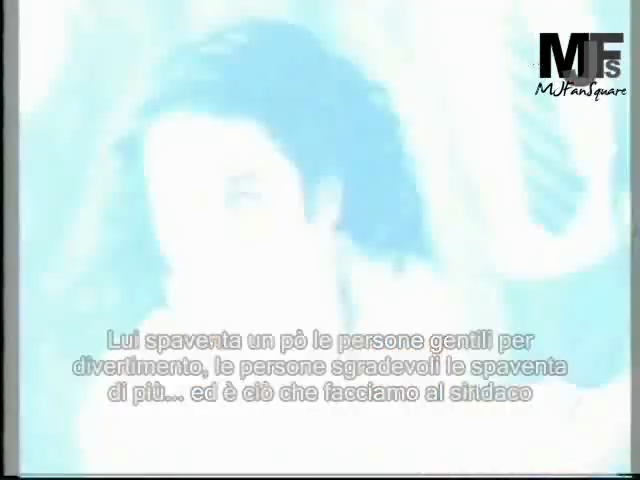 MJFs
MJFanSquare
Lui spaventa un pò le persone gentili per
divertimento, le persone sgradevoli le spaventa
di più... ed è ciò che facciamo al sindaco